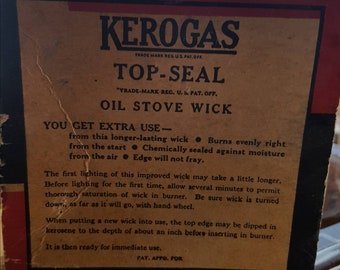 KEROGAS
TRADE MARK REG. U.S. PAT. OFF.
TOP-SEAL
TRADE-MARK REG. U. S. PAT. OFF.
OIL STOVE WICK
YOU GET EXTRA USE—
from this longer-lasting wick ● Burns evenly right
from the start ● Chemically sealed against moisture
from the air ● Edge will not fray.
The first lighting of this improved wick may take a little longer.
Before lighting for the first time, allow several minutes to permit
thorough saturation of wick in burner. Be sure wick is turned
down, as far as it will go, with hand wheel.
When putting a new wick into use, the top edge may be dipped in
kerosene to the depth of about an inch before inserting in burner.
It is then ready for immediate use.
PAT. APPD. FOR